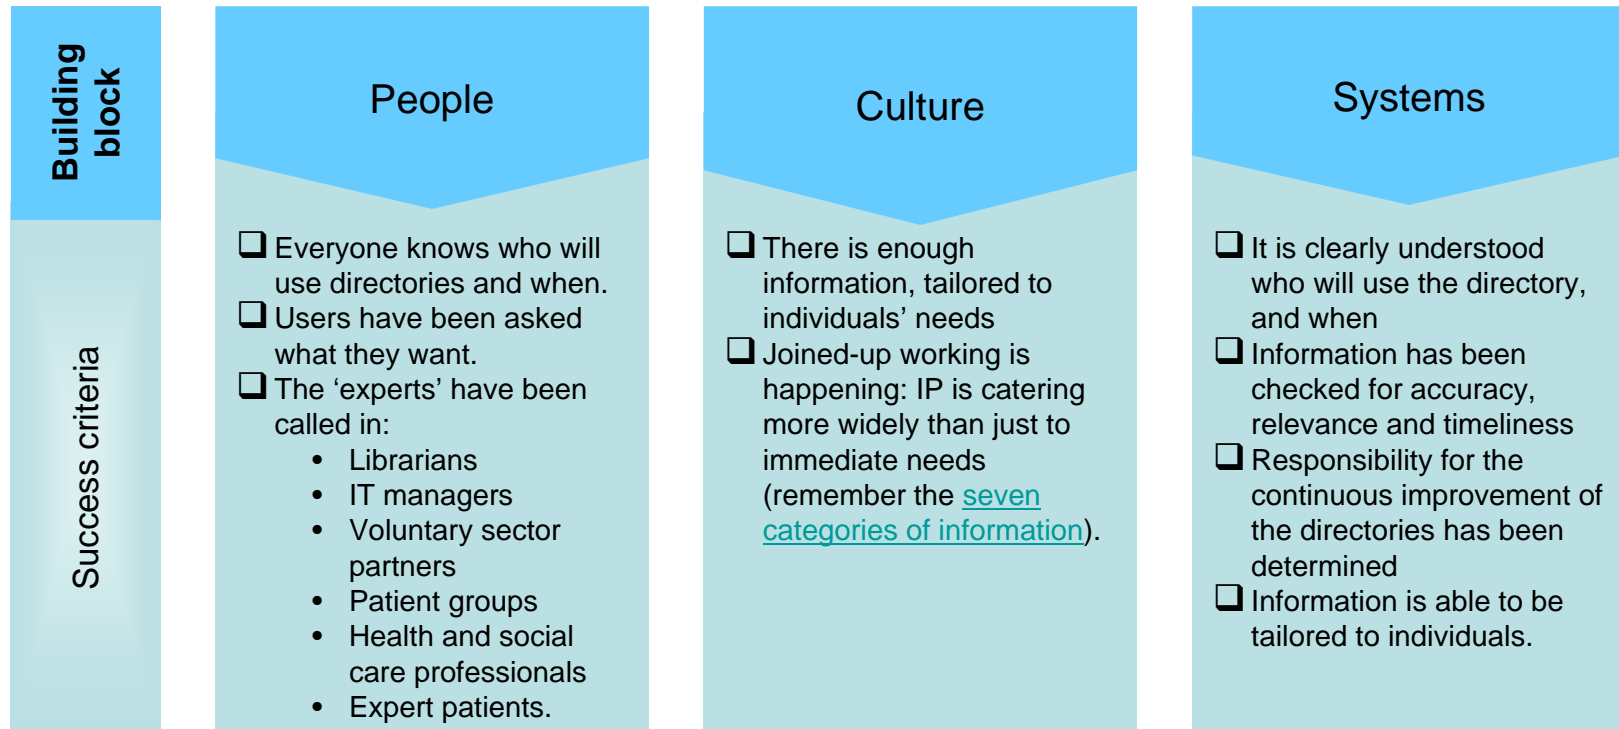 Building
block
Success criteria
People
❑ Everyone knows who will
use directories and when.
❑ Users have been asked
what they want.
❑ The ‘experts’ have been
called in:
• Librarians
• IT managers
• Voluntary sector
partners
• Patient groups
• Health and social
care professionals
• Expert patients.
Culture
❑ There is enough
information, tailored to
individuals’ needs
❑ Joined-up working is
happening: IP is catering
more widely than just to
immediate needs
(remember the seven
categories of information).
Systems
❑ It is clearly understood
who will use the directory,
and when
❑ Information has been
checked for accuracy,
relevance and timeliness
❑ Responsibility for the
continuous improvement of
the directories has been
determined
❑ Information is able to be
tailored to individuals.